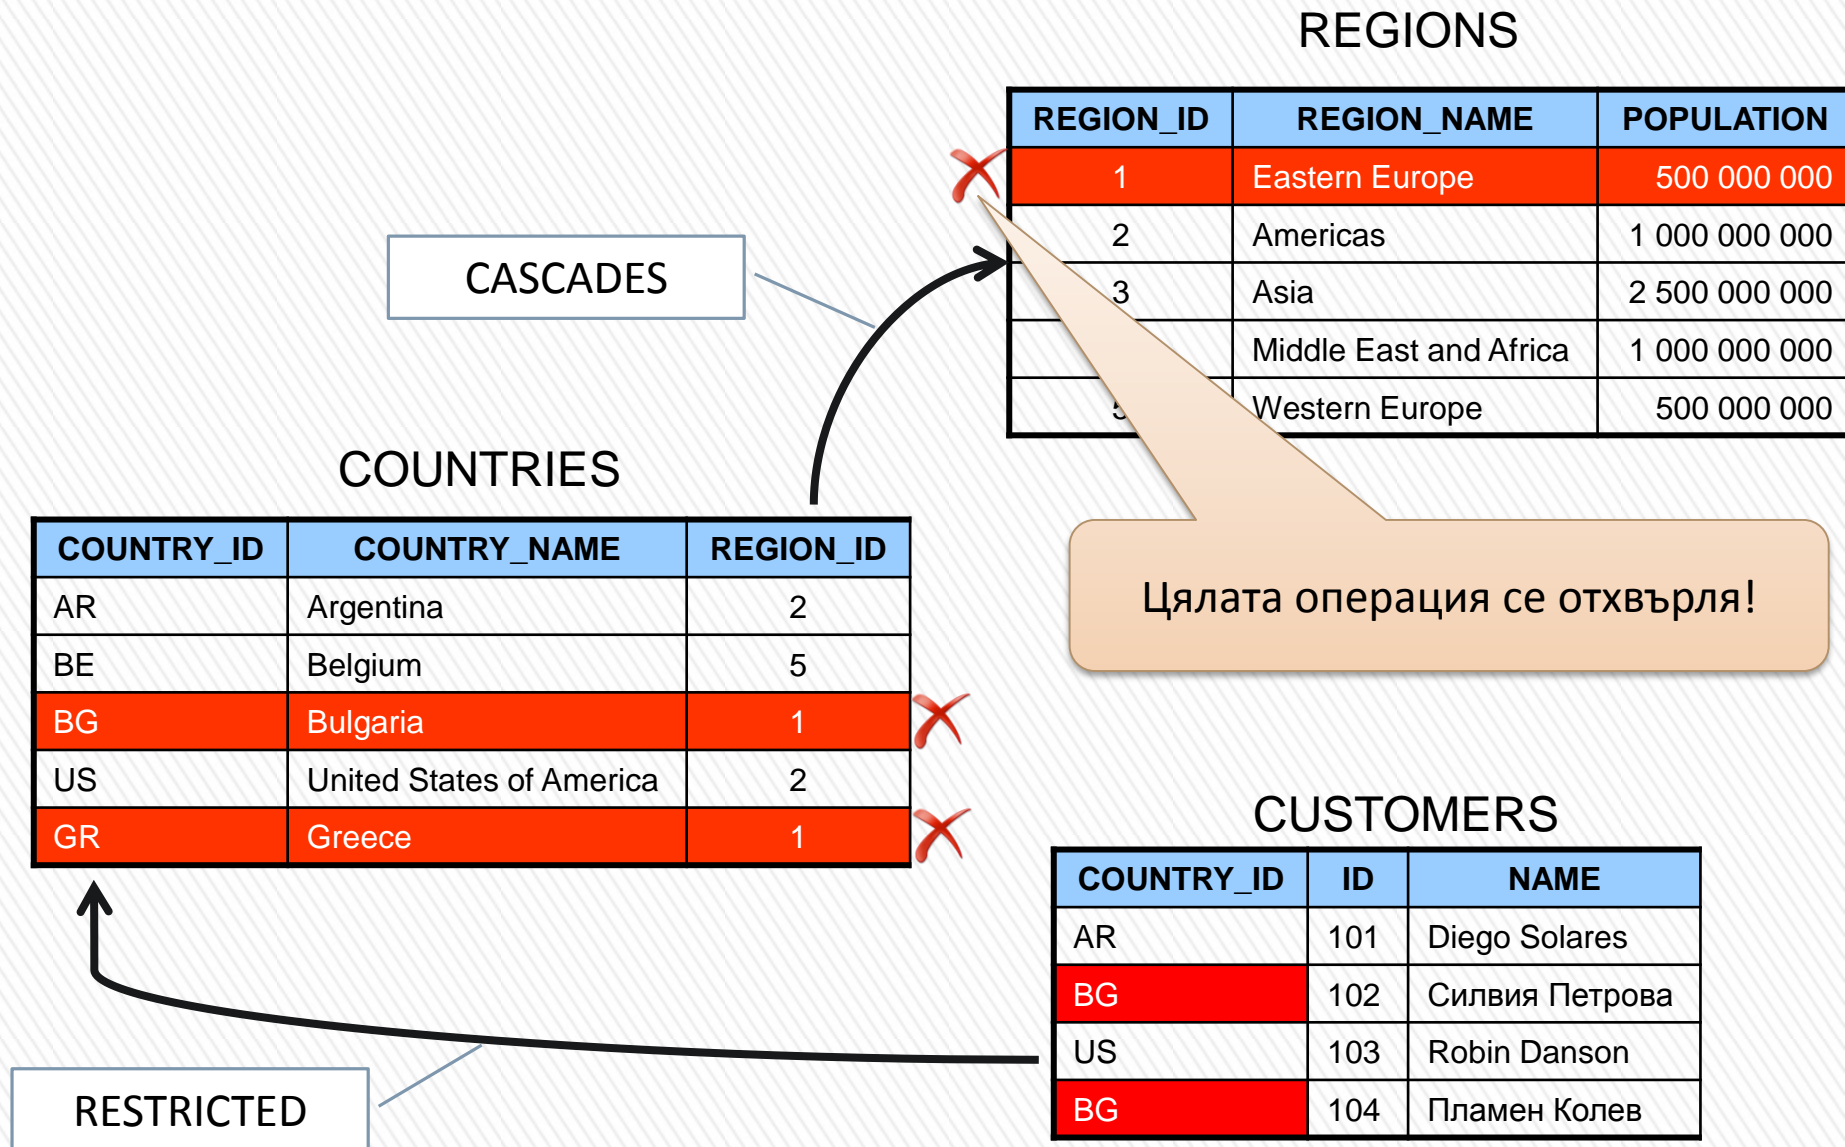 REGIONS
REGION_ID REGION_NAME POPULATION
1 Eastern Europe 500 000 000
2 Americas 1 000 000 000
3 Asia 2 500 000 000
Middle East and Africa 1 000 000 000
5 Western Europe 500 000 000
CASCADES
Цялата операция се отхвърля!
COUNTRIES
COUNTRY_ID COUNTRY_NAME REGION_ID
AR Argentina 2
BE Belgium 5
BG Bulgaria 1
US United States of America 2
GR Greece 1
CUSTOMERS
COUNTRY_ID ID NAME
AR 101 Diego Solares
BG 102 Силвия Петрова
US 103 Robin Danson
BG 104 Пламен Колев
RESTRICTED